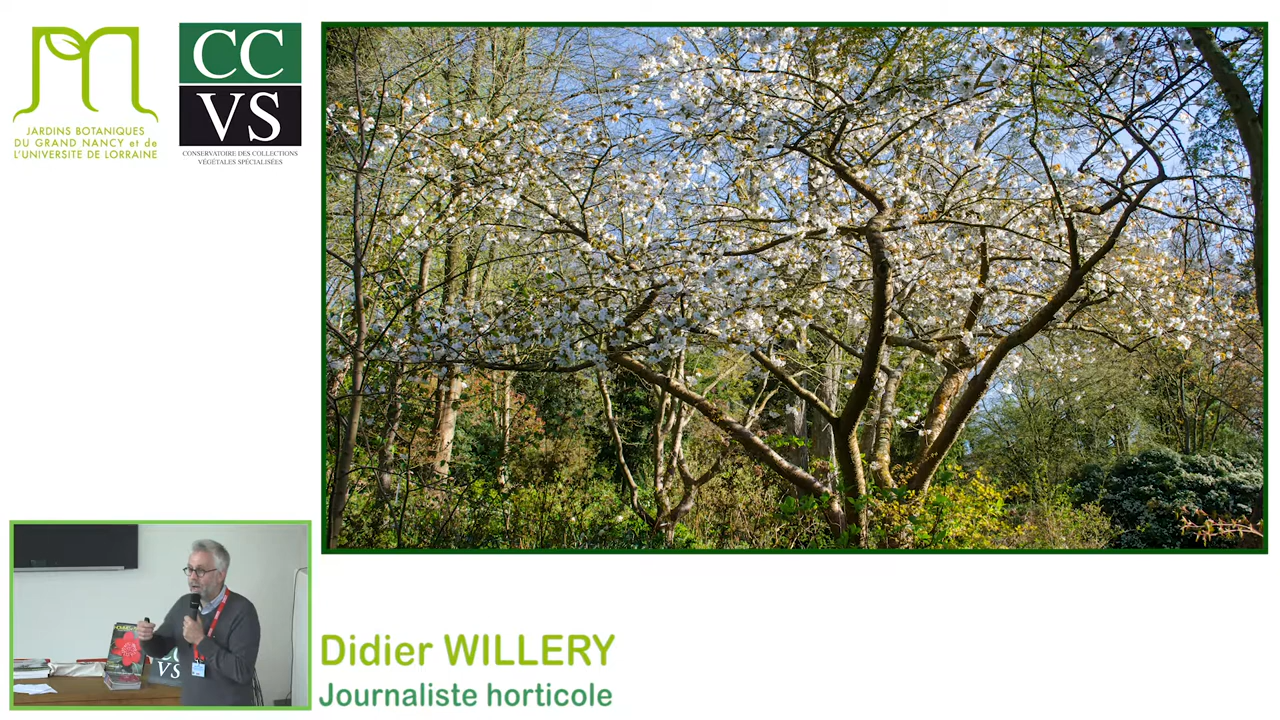 JARDINS BOTANIQUES
DU GRAND NANCY et de
L'UNIVERSITE DE LORRAINE
CC
VS
CONSERVATOIRE DES COLLECTIONS
VÉGÉTALES SPÉCIALISÉES
VS
Didier WILLERY
Journaliste horticole